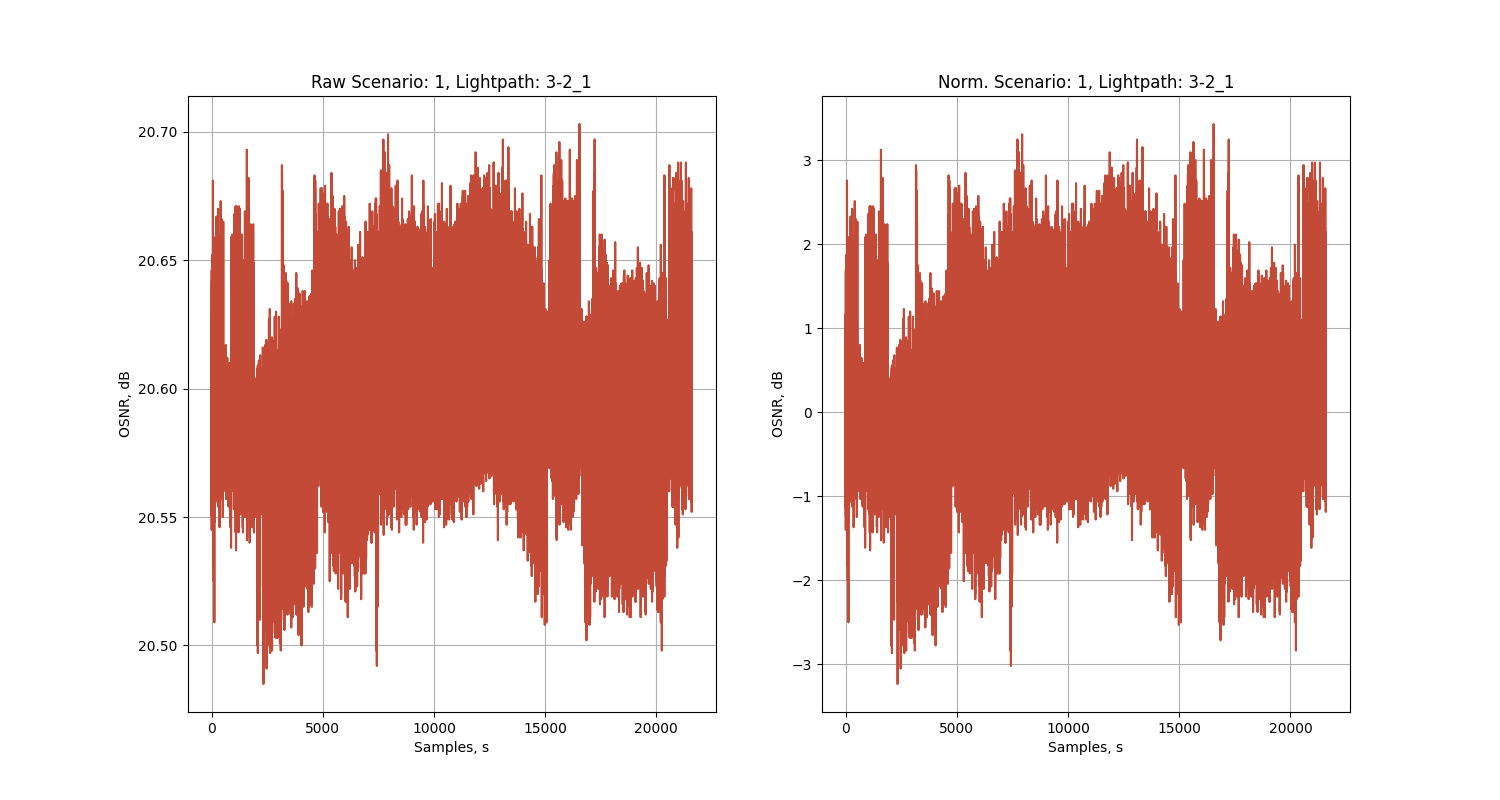 Raw Scenario: 1, Lightpath: 3-2_1
OSNR, dB
20.70
20.65
20.60
20.55
20.50
0 5000 10000 15000 20000
Samples, s
Norm. Scenario: 1, Lightpath: 3-2_1
OSNR, dB
3
2
1
0
−1
−2
−3
0 5000 10000 15000 20000
Samples, s